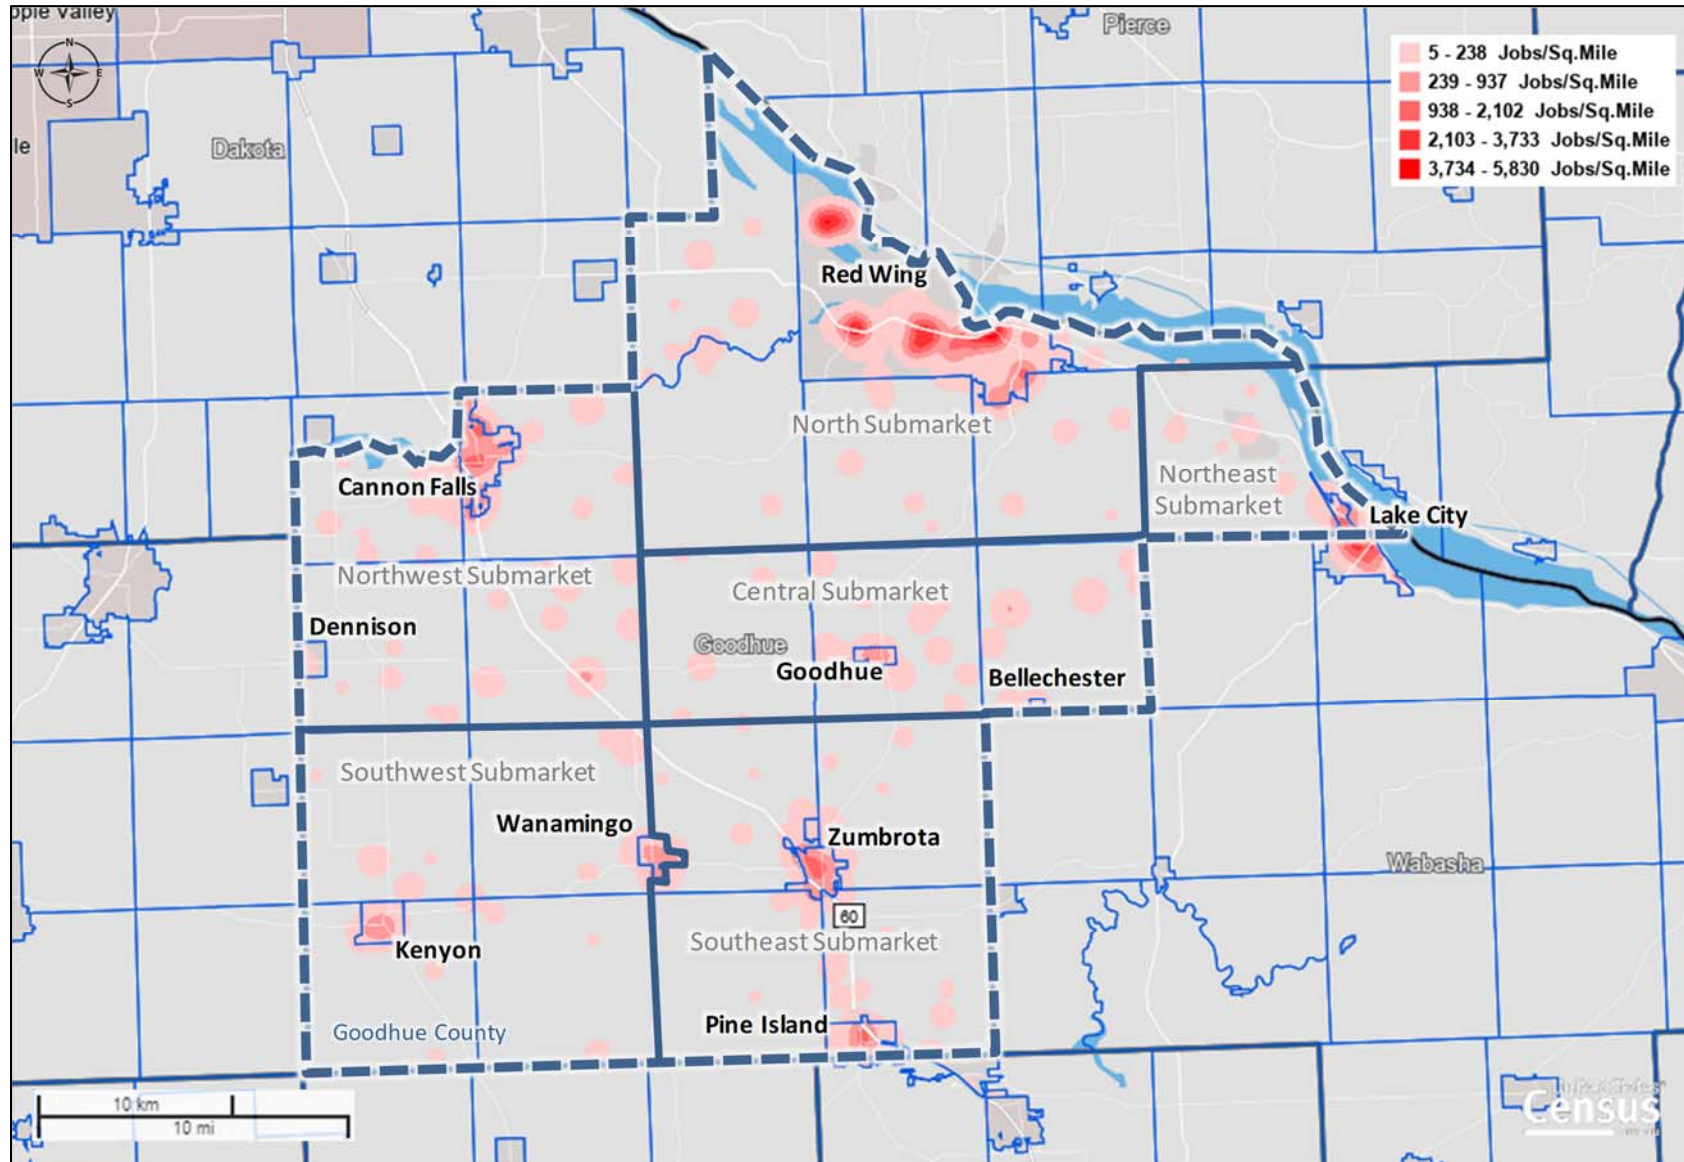 Pierce
N
W
E
S
5 - 238 Jobs/Sq.Mile
239 - 937 Jobs/Sq.Mile
938 - 2,102 Jobs/Sq.Mile
2,103 - 3,733 Jobs/Sq.Mile
3,734 - 5,830 Jobs/Sq.Mile
le
Dakota
Red Wing
North Submarket
Cannon Falls
Northeast
Submarket
Lake City
Northwest Submarket
Central Submarket
Dennison
Goodhue
Goodhue
Bellechester
Southwest Submarket
Wanamingo
Zumbrota
Wabasha
60
Kenyon
Southeast Submarket
Pine Island
Goodhue County
10 km
10 mi
Census